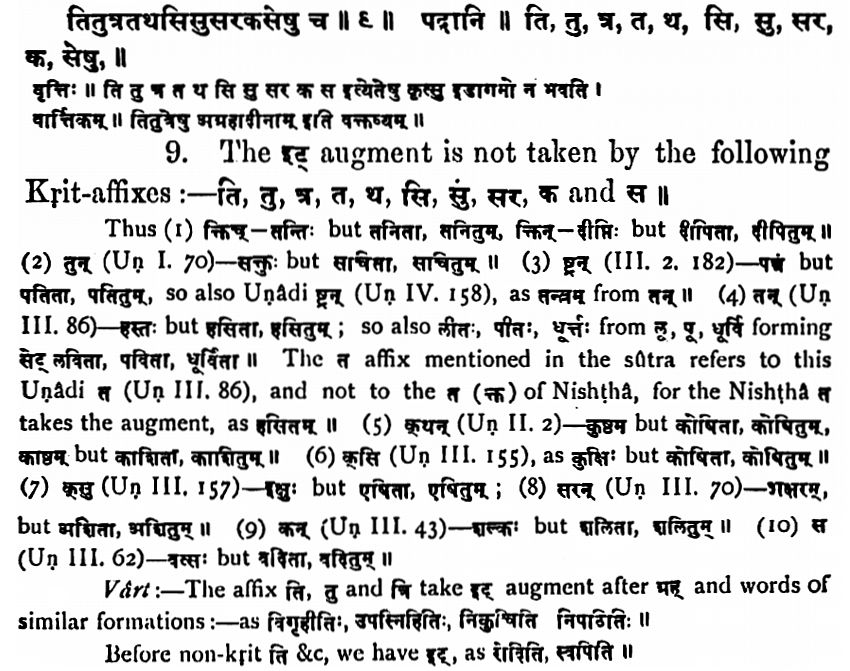 तितुत्रतथसिसुसरकसेषु च ॥ ९ ॥ पदानि ॥ ति, तु, त्र, त, थ, सि, सु, सर,
क, सेषु, ॥
वृत्तिः ॥ ति तु त्र त थ सि सु सर क स इत्येतेषु कृत्सु इडागमो न भवति ।
वार्त्तिकम् ॥ तितुत्रेषु अग्रहादीनाम् इति वक्तव्यम् ॥
9. The इट् augment is not taken by the following
Kṛit-affixes :—ति, तु, त्र, त, थ, सि, सुं, सर, क and स ॥
Thus (1) क्तिच्—तन्तिः but तनिता, तनितुम्, क्तिन्—दीप्तिः but दीपिता, दीपितुम् ॥
(2) तुन् (Uṇ I. 70)—सक्तुः but सचिता, सचितुम् ॥ (3) ष्ट्रन् (III. 2. 182)—पत्रं but
पतिता, पतितुम्, so also Uṇâdi ष्ट्रन् (Uṇ IV. 158), as तन्त्रम् from तन् ॥ (4) तन् (Uṇ
III. 86)—हस्तः but हसिता, हसितुम् ; so also लोतः, पोतः, धूर्त्तः from लू, पू, धूर्वि forming
सेट् लविता, पविता, धूर्विता ॥ The त affix mentioned in the sûtra refers to this
Uṇâdi त (Uṇ III. 86), and not to the त (क्त) of Nishṭhâ, for the Nishṭhâ त
takes the augment, as हसितम् ॥ (5) क्थन् (Uṇ II. 2)—कुष्ठम but कोषिता, कोषितुम्,
काष्ठम् but काशिता, काशितुम् ॥ (6) क्सि (Uṇ III. 155), as कुक्षिः but कोषिता, कोषितुम् ॥
(7) क्सु (Uṇ III. 157)—इक्षुः but एषिता, एषितुम् ; (8) सरन् (Uṇ III. 70)—अक्षरम्,
but अशिता, अशितुम् ॥ (9) कन् (Uṇ III. 43)—शल्कः but शलिता, शलितुम् ॥ (10) स
(Uṇ III. 62)—वत्सः but वदिता, वदितुम् ॥
Vârt :—The affix ति, तु and त्रि take इट् augment after ग्रह् and words of
similar formations :—as निगृहीतिः, उपस्निहितिः, निकुचिति निपठितिः ॥
Before non-kṛit ति &c, we have इट्, as रोदिति, स्वपिति ॥